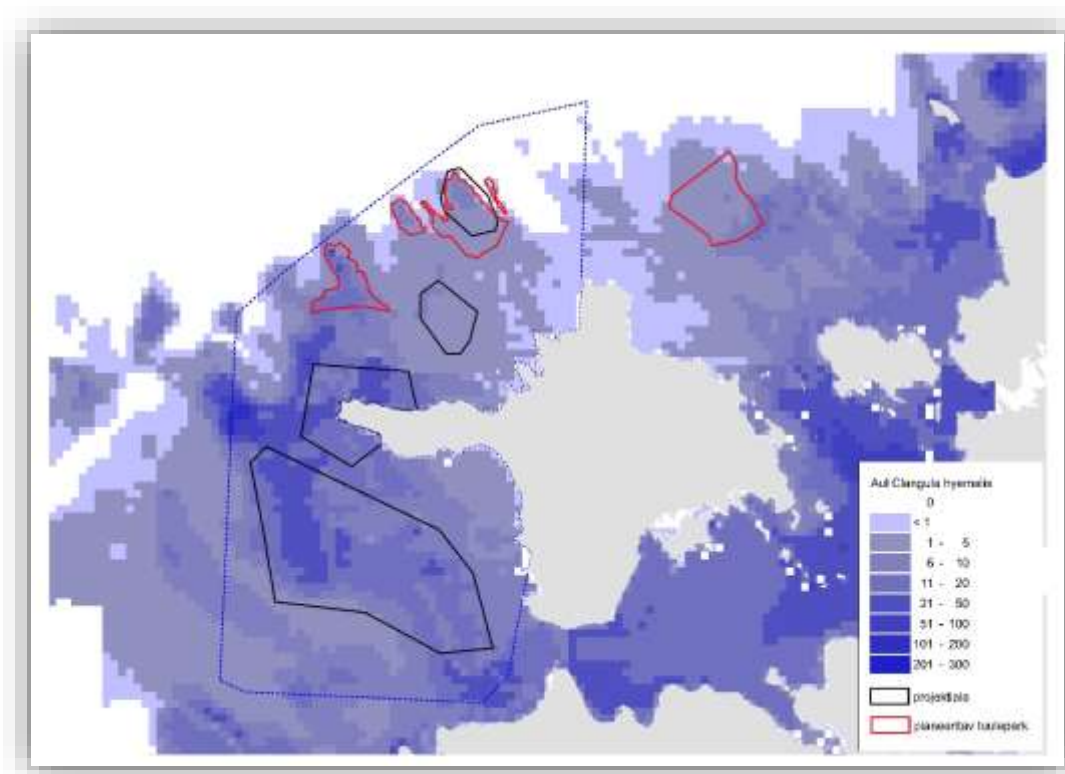 Aul Clangula hyemalis
0
< 1
1 - 5
6 - 10
11 - 20
21 - 50
51 - 100
101 - 200
201 - 300
projektiala
planeeritav tuulepark